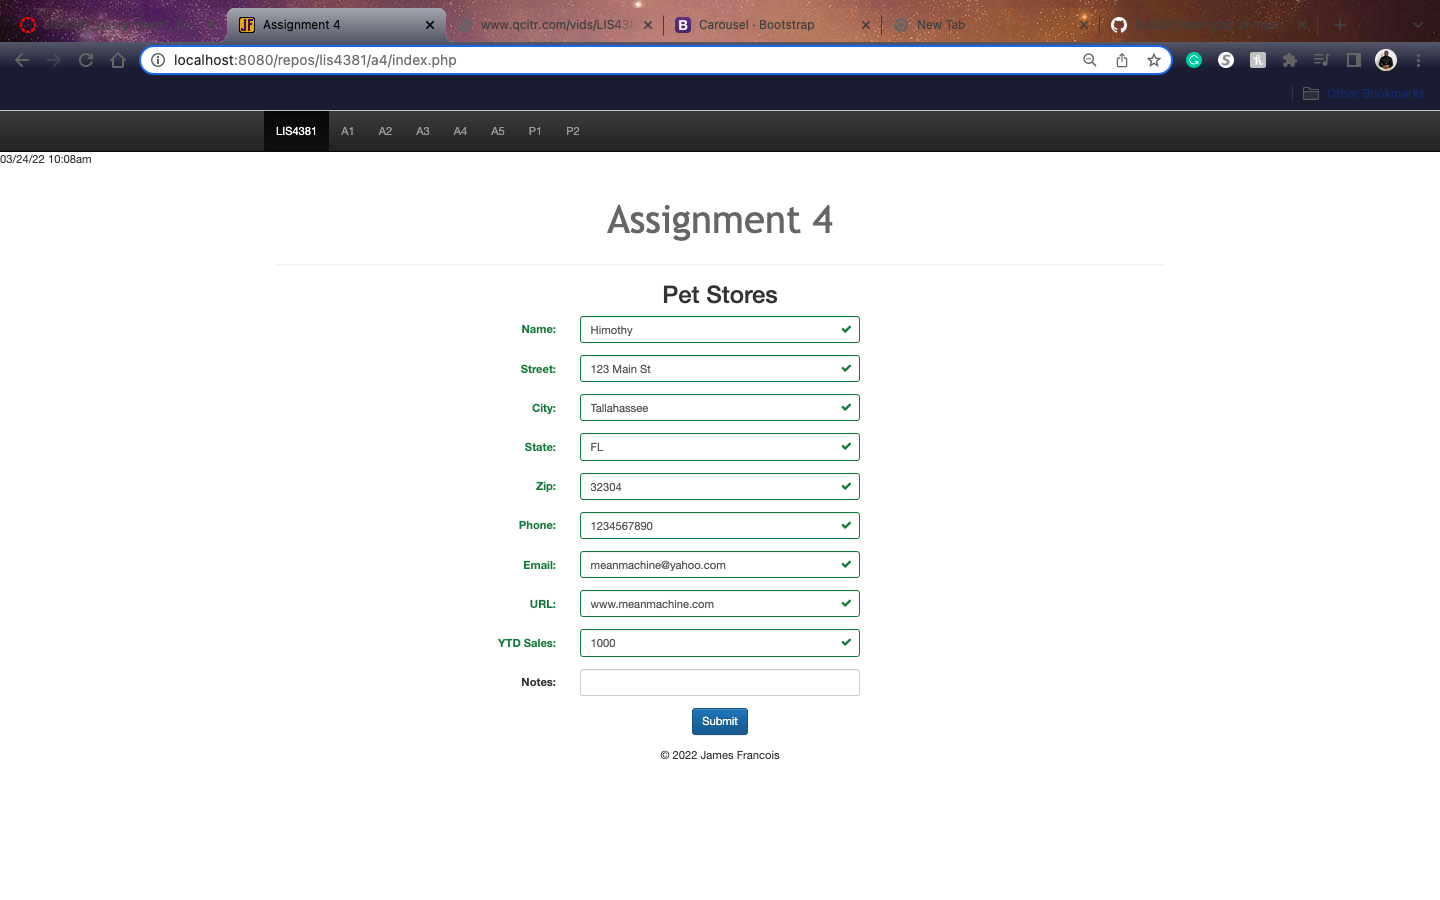 Assignment 4
www.qcitr.com/vids/LIS438
Carousel · Bootstrap
New Tab
localhost:8080/repos/lis4381/a4/index.php
Other Bookmarks
LIS4381 A1 A2 A3 A4 A5 P1 P2
03/24/22 10:08am
Assignment 4
Pet Stores
Name: Himothy
Street: 123 Main St
City: Tallahassee
State: FL
Zip: 32304
Phone: 1234567890
Email: meanmachine@yahoo.com
URL: www.meanmachine.com
YTD Sales: 1000
Notes:
Submit
© 2022 James Francois